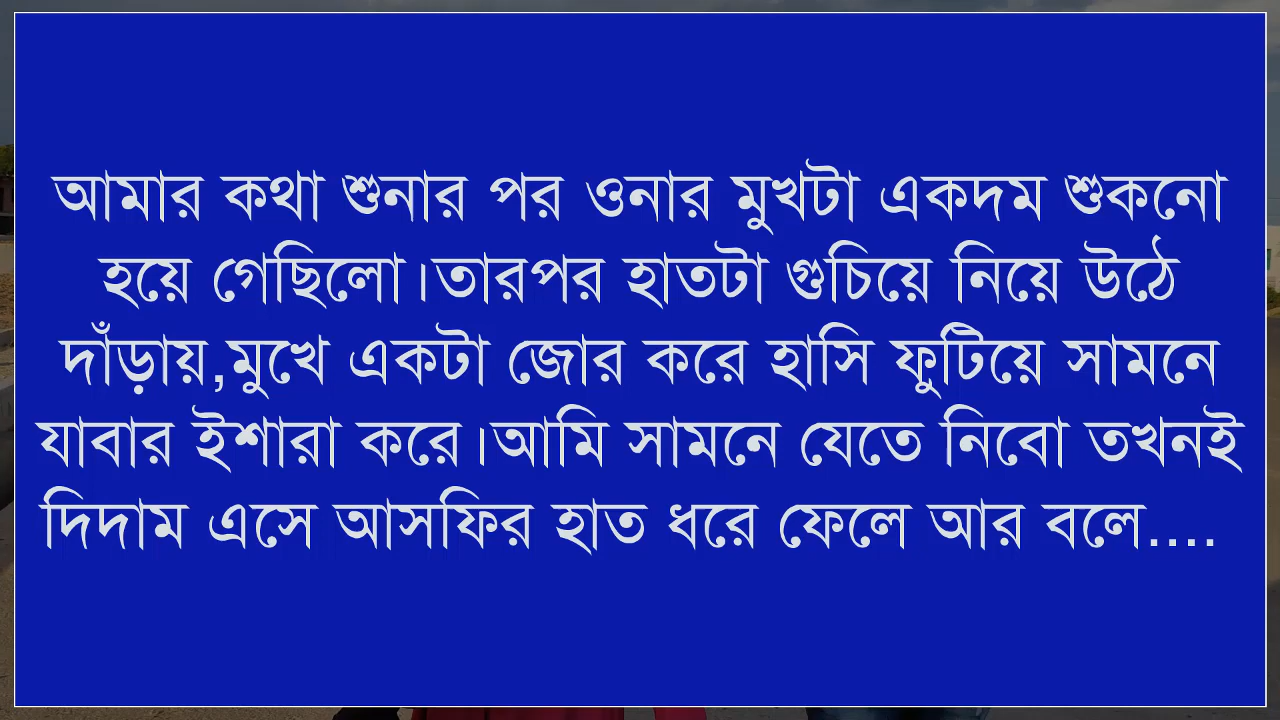 আমার কথা শুনার পর ওনার মুখটা একদম শুকনো
হয়ে গেছিলো।তারপর হাতটা গুচিয়ে নিয়ে উঠে
দাঁড়ায়,মুখে একটা জোর করে হাসি ফুটিয়ে সামনে
যাবার ইশারা করে।আমি সামনে যেতে নিবো তখনই
দিদাম এসে আসফির হাত ধরে ফেলে আর বলে....